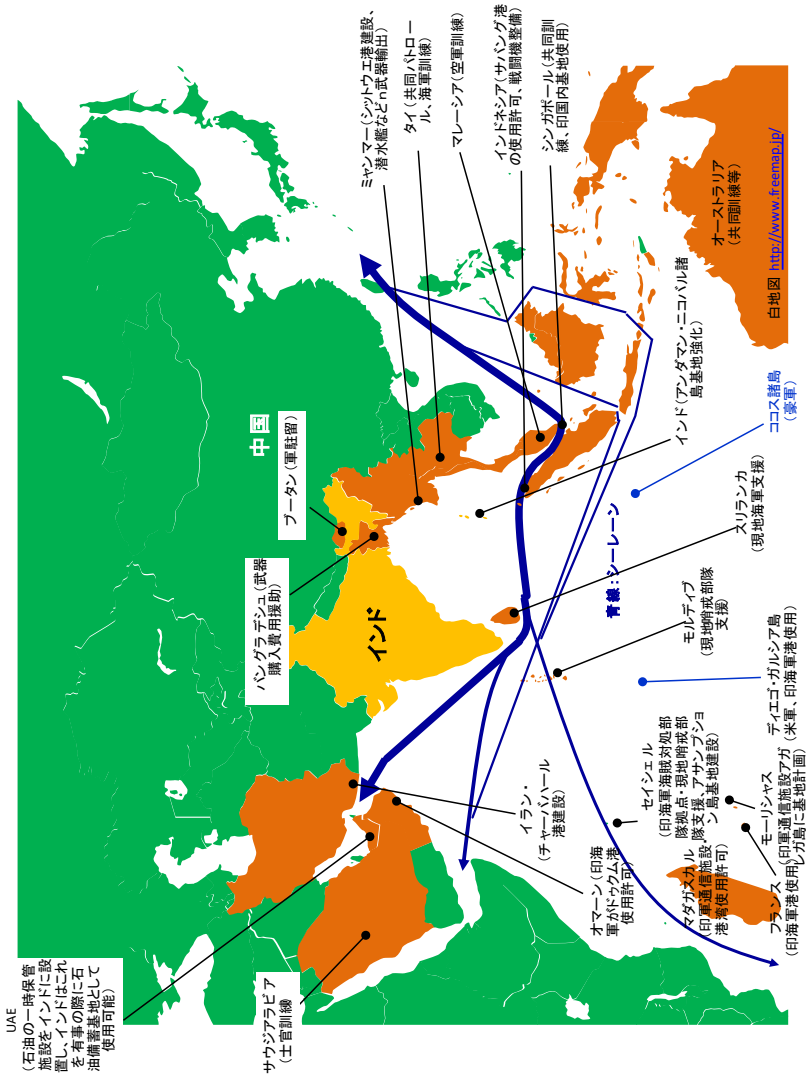 UAE
（石油の一時保管
施設をインドに設
置し、インドはこれ
を有事の際に石
油備蓄基地として
使用可能）
サウジアラビア
（士官訓練）
オマーン（印海
軍がドゥクム港
使用許可）
イラン・
（チャーバハール
港建設）
バングラデシュ（武器
購入費用援助）
ブータン（軍駐留）
中国
インド
ミャンマー（シットウエ港建設、
潜水艦などｎ武器輸出）
タイ（共同パトロー
ル、海軍訓練）
マレーシア（空軍訓練）
インドネシア（サバング港
の使用許可、戦闘機整備）
シンガポール（共同訓
練、印国内基地使用）
インド（アンダマン・ニコバル諸
島基地強化）
オーストラリア
（共同訓練等）
白地図 http://www.freemap.jp/
ココス諸島
（豪軍）
スリランカ
（現地海軍支援）
青線：シーレーン
モルディブ
（現地哨戒部隊
支援）
ディエゴ・ガルシア島
（米軍、印海軍港使用）
セイシェル
（印海軍海賊対処部
隊拠点・現地哨戒部
隊支援、アサンプショ
ン島基地建設）
モーリシャス
（印軍通信施設アガ
レガ島に基地計画）
マダガスカル
（印軍通信施設・
港湾使用許可）
フランス
（印海軍港使用）